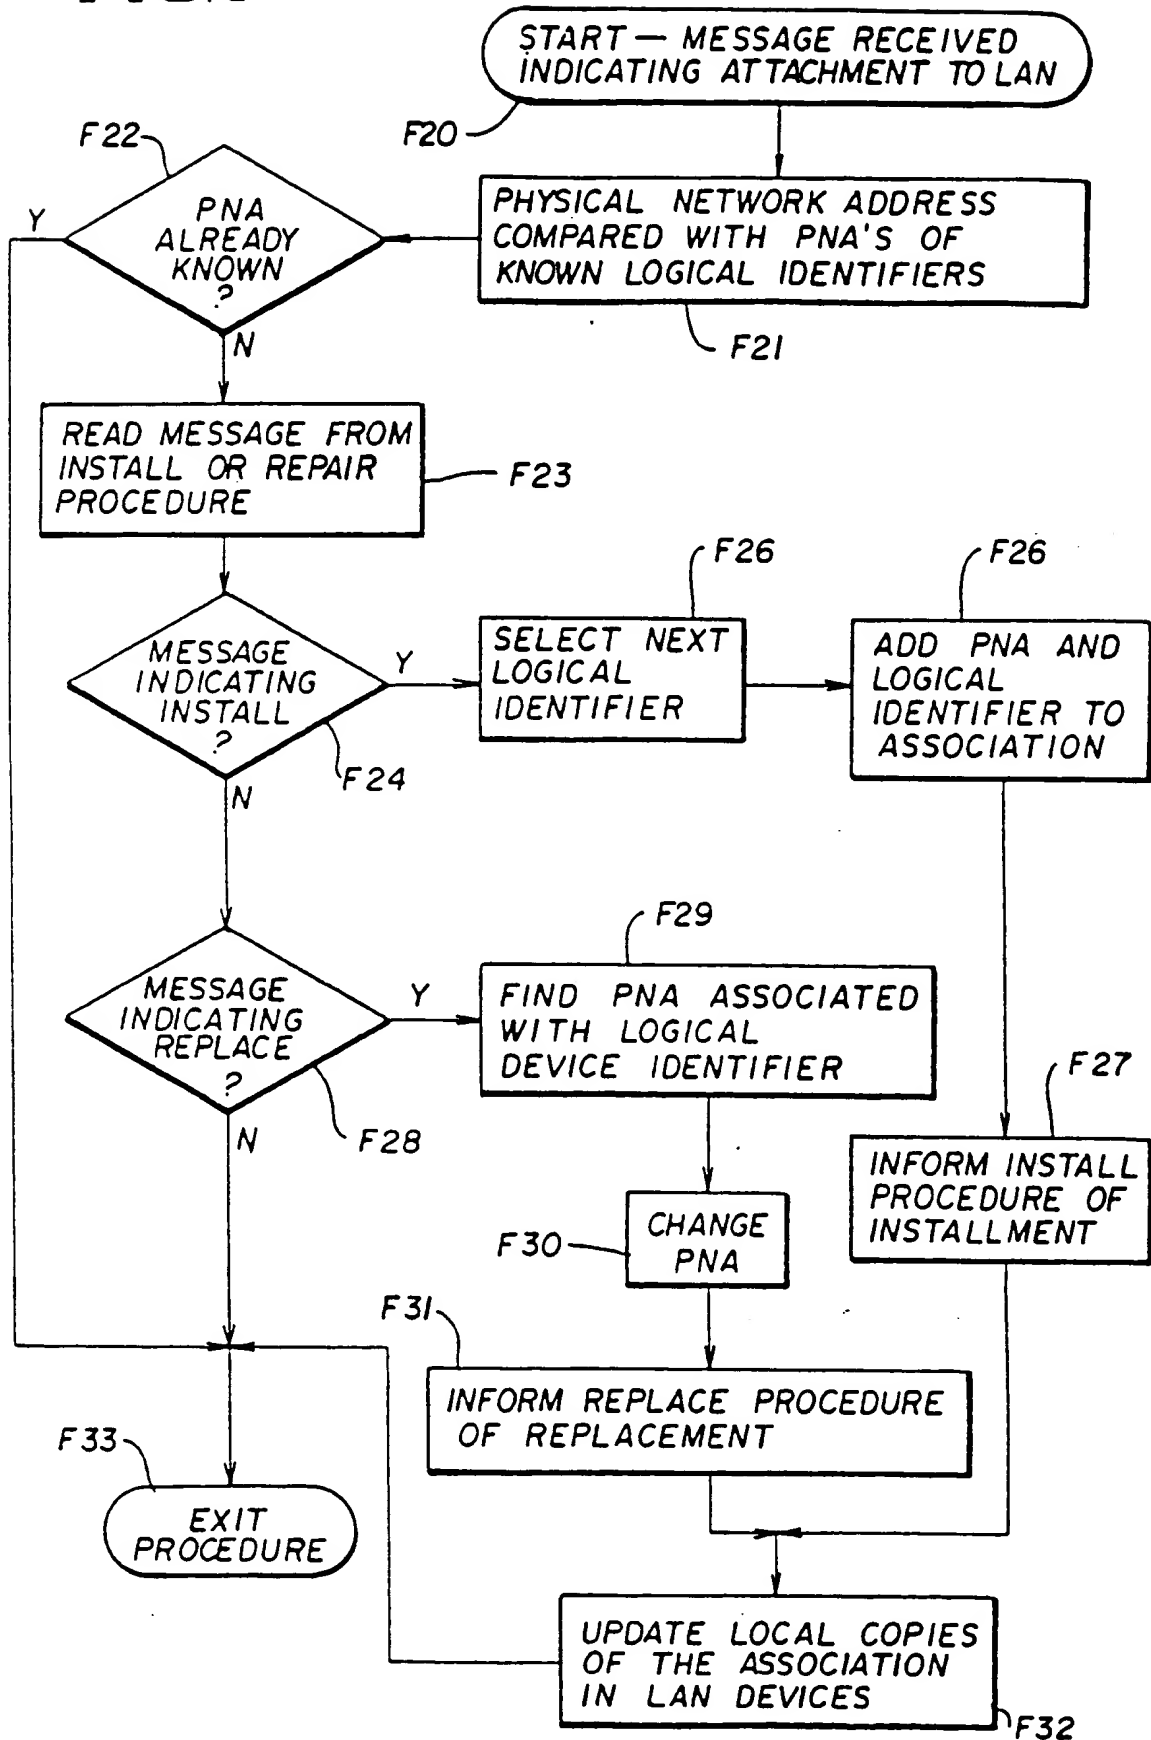 START — MESSAGE RECEIVED
INDICATING ATTACHMENT TO LAN
F20
F22
PHYSICAL NETWORK ADDRESS
COMPARED WITH PNA'S OF
KNOWN LOGICAL IDENTIFIERS
F21
Y
PNA
ALREADY
KNOWN
?
N
READ MESSAGE FROM
INSTALL OR REPAIR
PROCEDURE
F23
MESSAGE
INDICATING
INSTALL
?
Y
F24
N
F26
SELECT NEXT
LOGICAL
IDENTIFIER
F26
ADD PNA AND
LOGICAL
IDENTIFIER TO
ASSOCIATION
MESSAGE
INDICATING
REPLACE
?
Y
F28
N
F29
FIND PNA ASSOCIATED
WITH LOGICAL
DEVICE IDENTIFIER
F27
INFORM INSTALL
PROCEDURE OF
INSTALLMENT
F30
CHANGE
PNA
F31
INFORM REPLACE PROCEDURE
OF REPLACEMENT
F33
EXIT
PROCEDURE
UPDATE LOCAL COPIES
OF THE ASSOCIATION
IN LAN DEVICES
F32